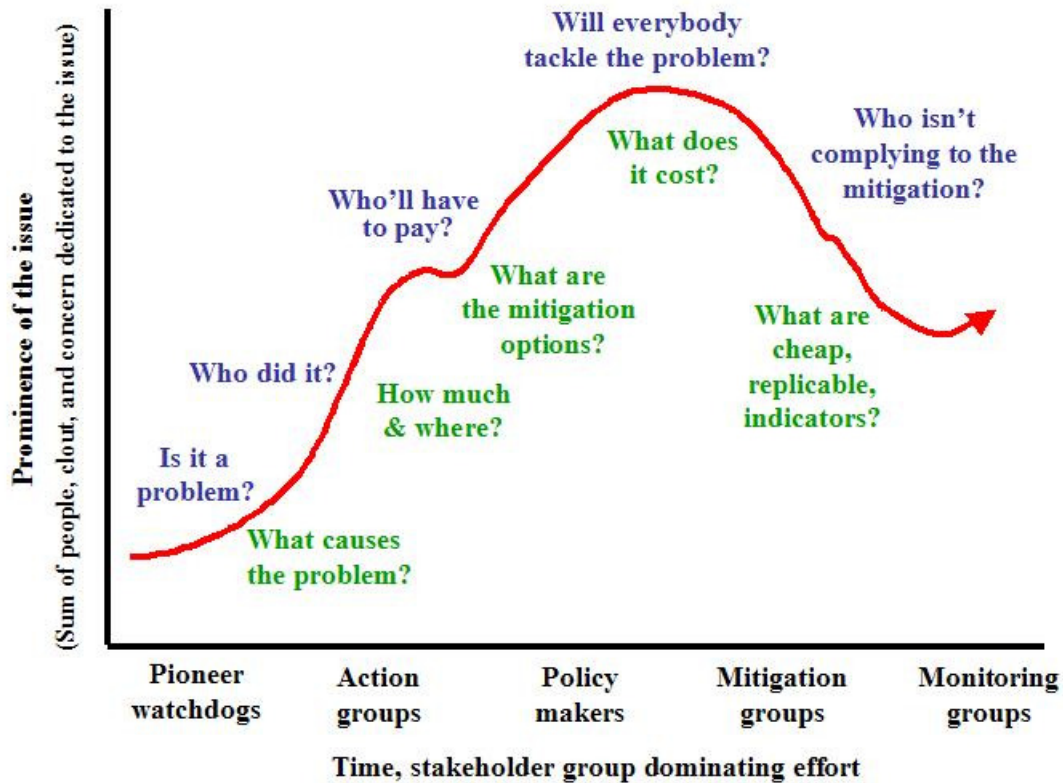 Will everybody
tackle the problem?
What does
it cost?
Who isn't
complying to the
mitigation?
Who'll have
to pay?
What are
the mitigation
options?
What are
cheap,
replicable,
indicators?
Who did it?
How much
& where?
Is it a
problem?
What causes
the problem?
Prominence of the issue
(Sum of people, clout, and concern dedicated to the issue)
Pioneer
watchdogs
Action
groups
Policy
makers
Mitigation
groups
Monitoring
groups
Time, stakeholder group dominating effort